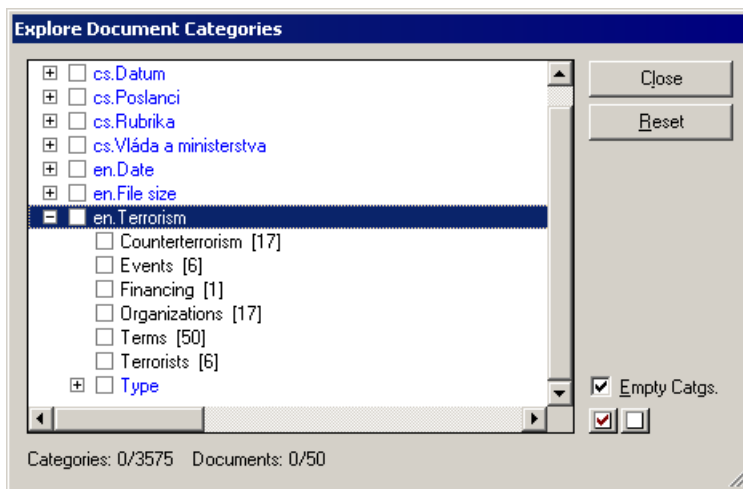 Explore Document Categories
cs.Datum
cs.Poslanci
cs.Rubrika
cs.Vláda a ministerstva
en.Date
en.File size
en.Terrorism
Counterterrorism [17]
Events [6]
Financing [1]
Organizations [17]
Terms [50]
Terrorists [6]
Type
Close
Reset
Empty Catgs.
Categories: 0/3575 Documents: 0/50